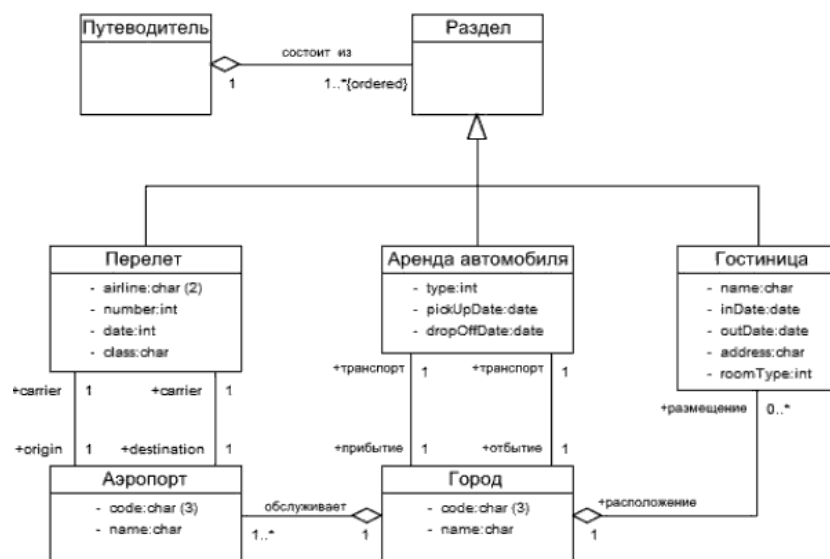 Путеводитель
Раздел
состоит из
1
1..*{ordered}
Перелет
- airline:char (2)
- number:int
- date:int
- class:char
Аренда автомобиля
- type:int
- pickUpDate:date
- dropOffDate:date
Гостиница
- name:char
- inDate:date
- outDate:date
- address:char
- roomType:int
+carrier 1 +carrier 1
+транспорт 1 +транспорт 1
+размещение 0..*
+origin 1 +destination 1
+прибытие 1 +отбытие 1
Аэропорт
- code:char (3)
- name:char
обслуживает
1..* 1
Город
- code:char (3)
- name:char
+расположение
1